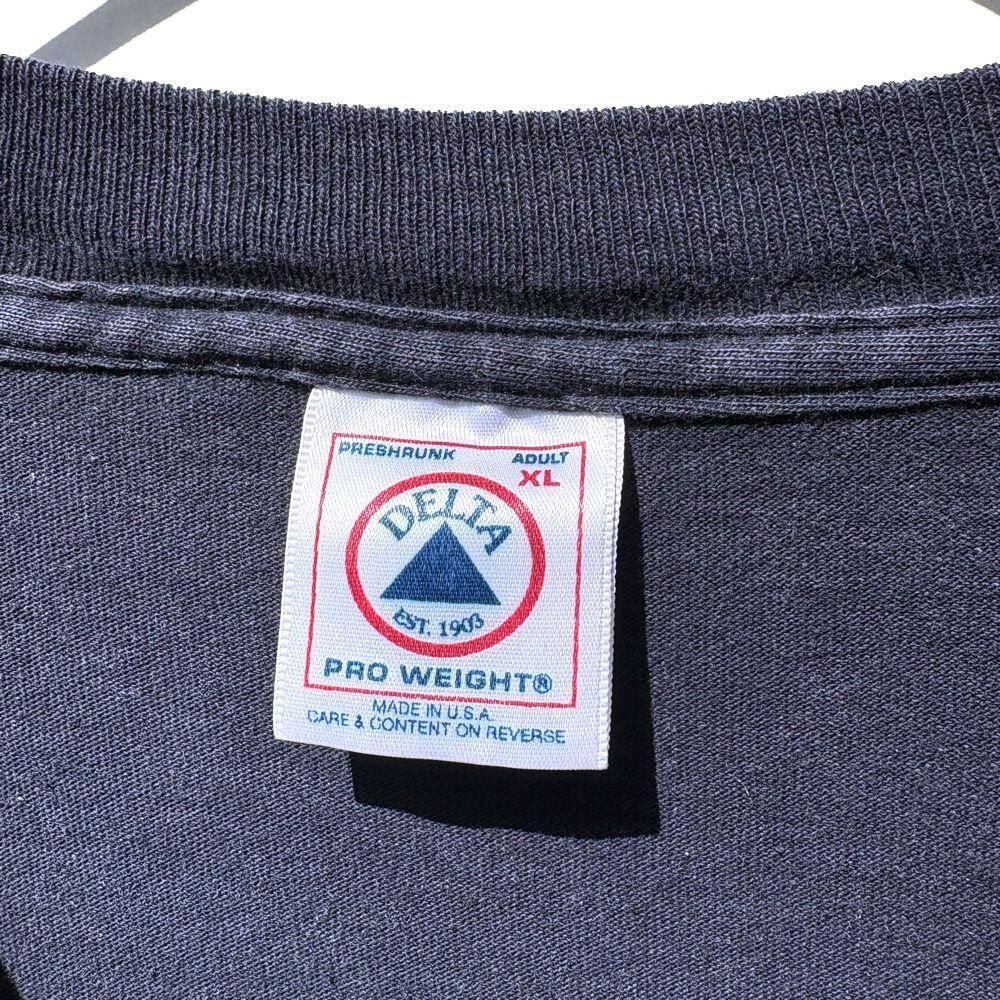 PRESHRUNK ADULT
XL
DELTA
EST. 1903
PRO WEIGHT®
MADE IN U.S.A.
CARE & CONTENT ON REVERSE